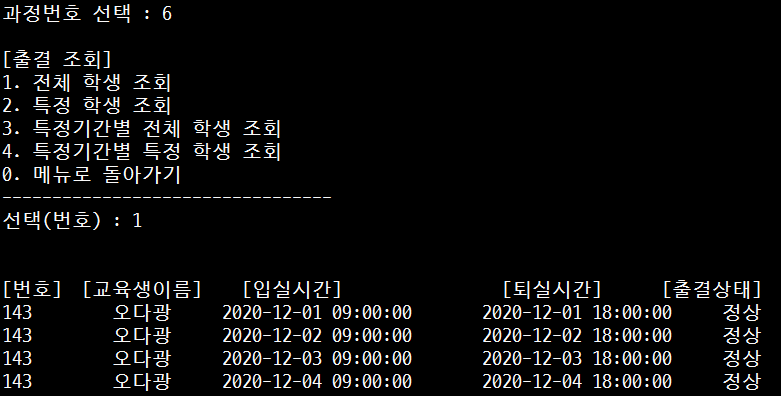 과정번호 선택 : 6
[출결 조회]
1. 전체 학생 조회
2. 특정 학생 조회
3. 특정기간별 전체 학생 조회
4. 특정기간별 특정 학생 조회
0. 메뉴로 돌아가기
---------------------------------
선택(번호) : 1
[번호] [교육생이름] [입실시간] [퇴실시간] [출결상태]
143 오다광 2020-12-01 09:00:00 2020-12-01 18:00:00 정상
143 오다광 2020-12-02 09:00:00 2020-12-02 18:00:00 정상
143 오다광 2020-12-03 09:00:00 2020-12-03 18:00:00 정상
143 오다광 2020-12-04 09:00:00 2020-12-04 18:00:00 정상